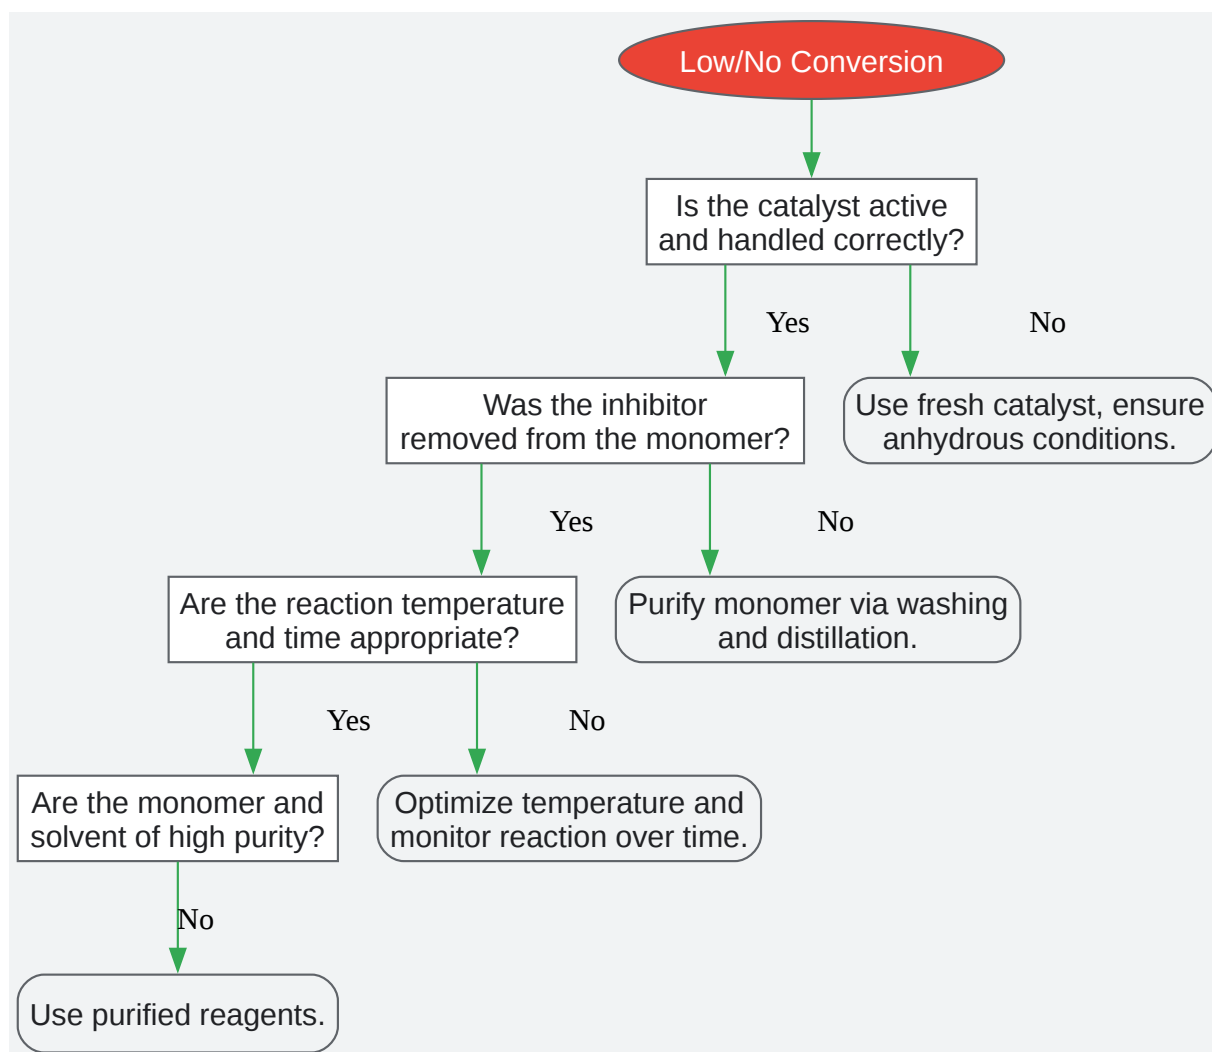 Low/No Conversion
Is the catalyst active
and handled correctly?
Yes
No
Was the inhibitor
removed from the monomer?
Use fresh catalyst, ensure
anhydrous conditions.
Yes
No
Are the reaction temperature
and time appropriate?
Purify monomer via washing
and distillation.
Yes
No
Are the monomer and
solvent of high purity?
Optimize temperature and
monitor reaction over time.
No
Use purified reagents.